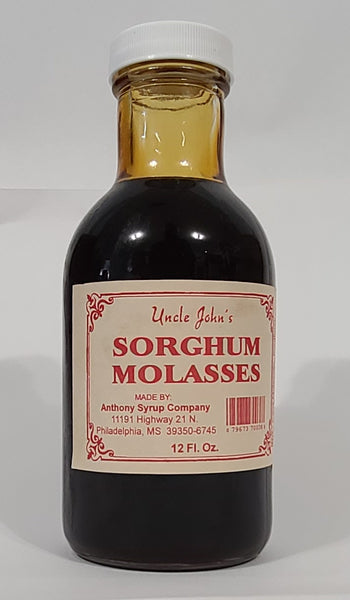 Uncle John's
SORGHUM
MOLASSES
MADE BY:
Anthony Syrup Company
11191 Highway 21 N.
Philadelphia, MS 39350-6745
12 Fl. Oz.